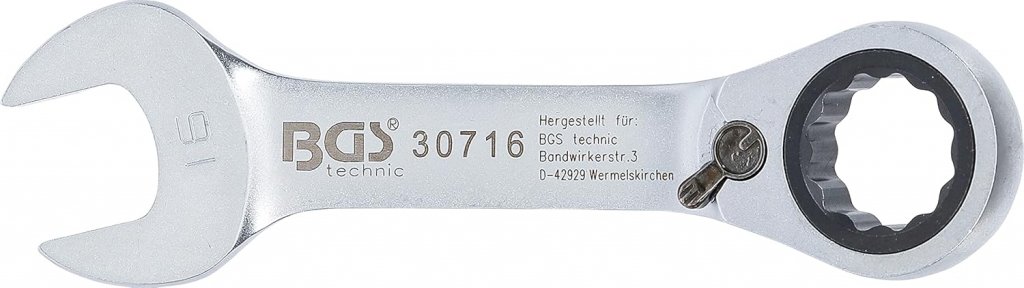 16
BGS® 30716
technic
Hergestellt für:
BGS technic
Bandwirkerstr.3
D-42929 Wermelskirchen